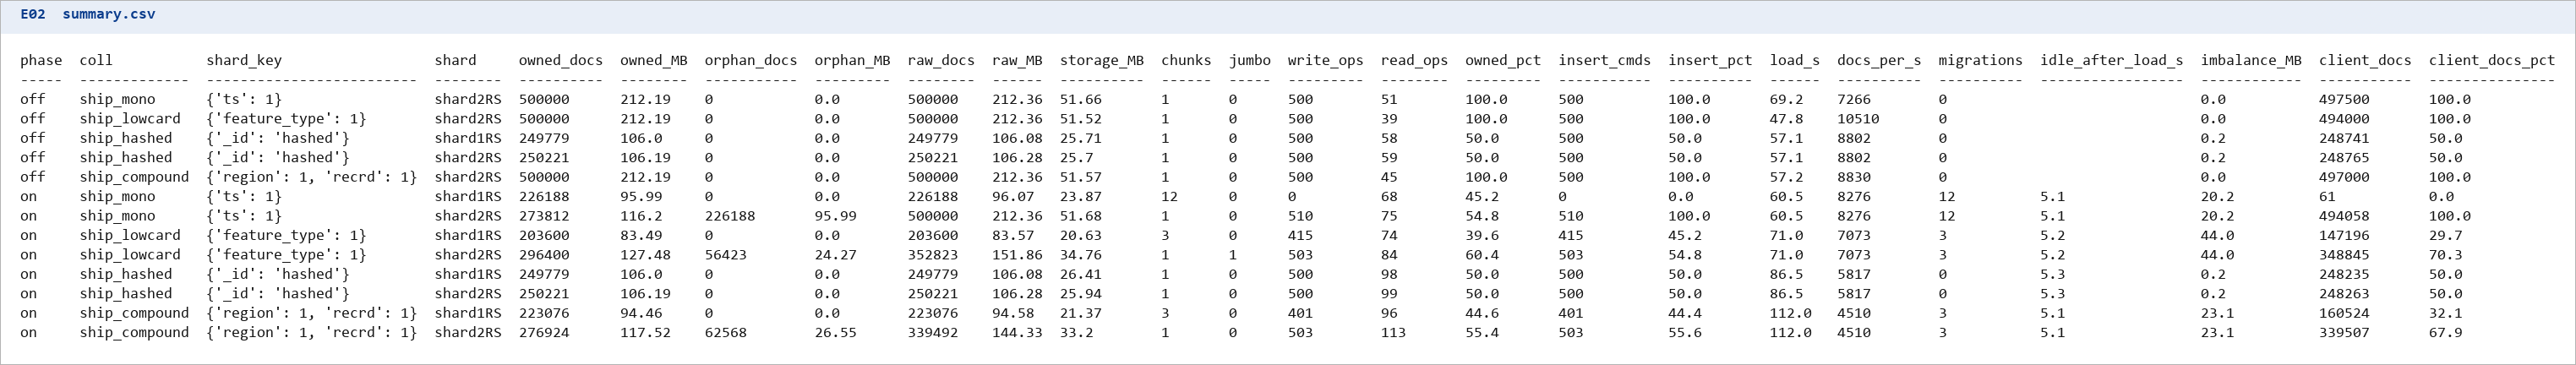 E02  summary.csv
phase  coll           shard_key                  shard     owned_docs  owned_MB  orphan_docs  orphan_MB  raw_docs  raw_MB  storage_MB  chunks  jumbo  write_ops  read_ops  owned_pct  insert_cmds  insert_pct  load_s  docs_per_s  migrations  idle_after_load_s  imbalance_MB  client_docs  client_docs_pct
-----  -------------  -------------------------  --------  ----------  --------  -----------  ---------  --------  ------  ----------  ------  -----  ---------  --------  ---------  -----------  ----------  ------  ----------  ----------  -----------------  ------------  -----------  ---------------
off    ship_mono      {'ts': 1}                  shard2RS  500000      212.19    0            0.0        500000    212.36  51.66       1       0      500        51        100.0      500          100.0       69.2    7266        0                              0.0           497500       100.0
off    ship_lowcard   {'feature_type': 1}        shard2RS  500000      212.19    0            0.0        500000    212.36  51.52       1       0      500        39        100.0      500          100.0       47.8    10510       0                              0.0           494000       100.0
off    ship_hashed    {'_id': 'hashed'}          shard1RS  249779      106.0     0            0.0        249779    106.08  25.71       1       0      500        58        50.0       500          50.0        57.1    8802        0                              0.2           248741       50.0
off    ship_hashed    {'_id': 'hashed'}          shard2RS  250221      106.19    0            0.0        250221    106.28  25.7        1       0      500        59        50.0       500          50.0        57.1    8802        0                              0.2           248765       50.0
off    ship_compound  {'region': 1, 'recrd': 1}  shard2RS  500000      212.19    0            0.0        500000    212.36  51.57       1       0      500        45        100.0      500          100.0       57.2    8830        0                              0.0           497000       100.0
on     ship_mono      {'ts': 1}                  shard1RS  226188      95.99     0            0.0        226188    96.07   23.87       12      0      0          68        45.2       0            0.0         60.5    8276        12          5.1                20.2          61           0.0
on     ship_mono      {'ts': 1}                  shard2RS  273812      116.2     226188       95.99      500000    212.36  51.68       1       0      510        75        54.8       510          100.0       60.5    8276        12          5.1                20.2          494058       100.0
on     ship_lowcard   {'feature_type': 1}        shard1RS  203600      83.49     0            0.0        203600    83.57   20.63       3       0      415        74        39.6       415          45.2        71.0    7073        3           5.2                44.0          147196       29.7
on     ship_lowcard   {'feature_type': 1}        shard2RS  296400      127.48    56423        24.27      352823    151.86  34.76       1       1      503        84        60.4       503          54.8        71.0    7073        3           5.2                44.0          348845       70.3
on     ship_hashed    {'_id': 'hashed'}          shard1RS  249779      106.0     0            0.0        249779    106.08  26.41       1       0      500        98        50.0       500          50.0        86.5    5817        0           5.3                0.2           248235       50.0
on     ship_hashed    {'_id': 'hashed'}          shard2RS  250221      106.19    0            0.0        250221    106.28  25.94       1       0      500        99        50.0       500          50.0        86.5    5817        0           5.3                0.2           248263       50.0
on     ship_compound  {'region': 1, 'recrd': 1}  shard1RS  223076      94.46     0            0.0        223076    94.58   21.37       3       0      401        96        44.6       401          44.4        112.0   4510        3           5.1                23.1          160524       32.1
on     ship_compound  {'region': 1, 'recrd': 1}  shard2RS  276924      117.52    62568        26.55      339492    144.33  33.2        1       0      503        113       55.4       503          55.6        112.0   4510        3           5.1                23.1          339507       67.9